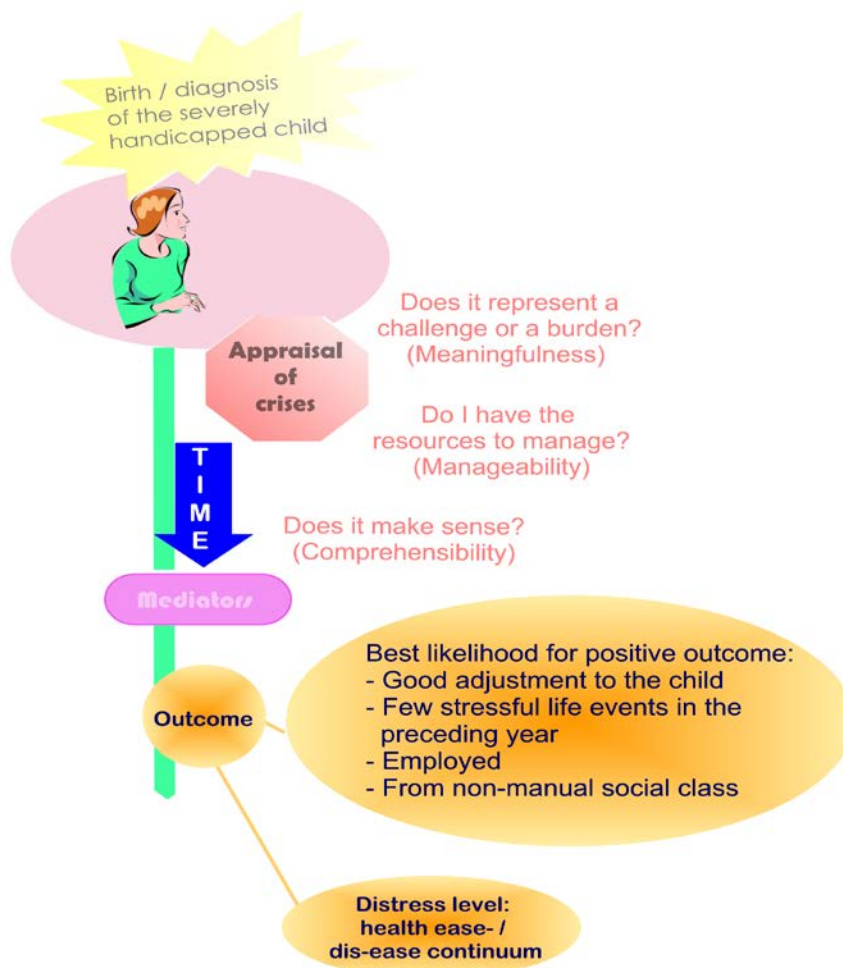 Birth / diagnosis
of the severely
handicapped child
Does it represent a
challenge or a burden?
(Meaningfulness)
Appraisal
of
crises
Do I have the
resources to manage?
(Manageability)
TIME
Does it make sense?
(Comprehensibility)
Mediators
Best likelihood for positive outcome:
- Good adjustment to the child
- Few stressful life events in the
preceding year
- Employed
- From non-manual social class
Outcome
Distress level:
health ease- /
dis-ease continuum